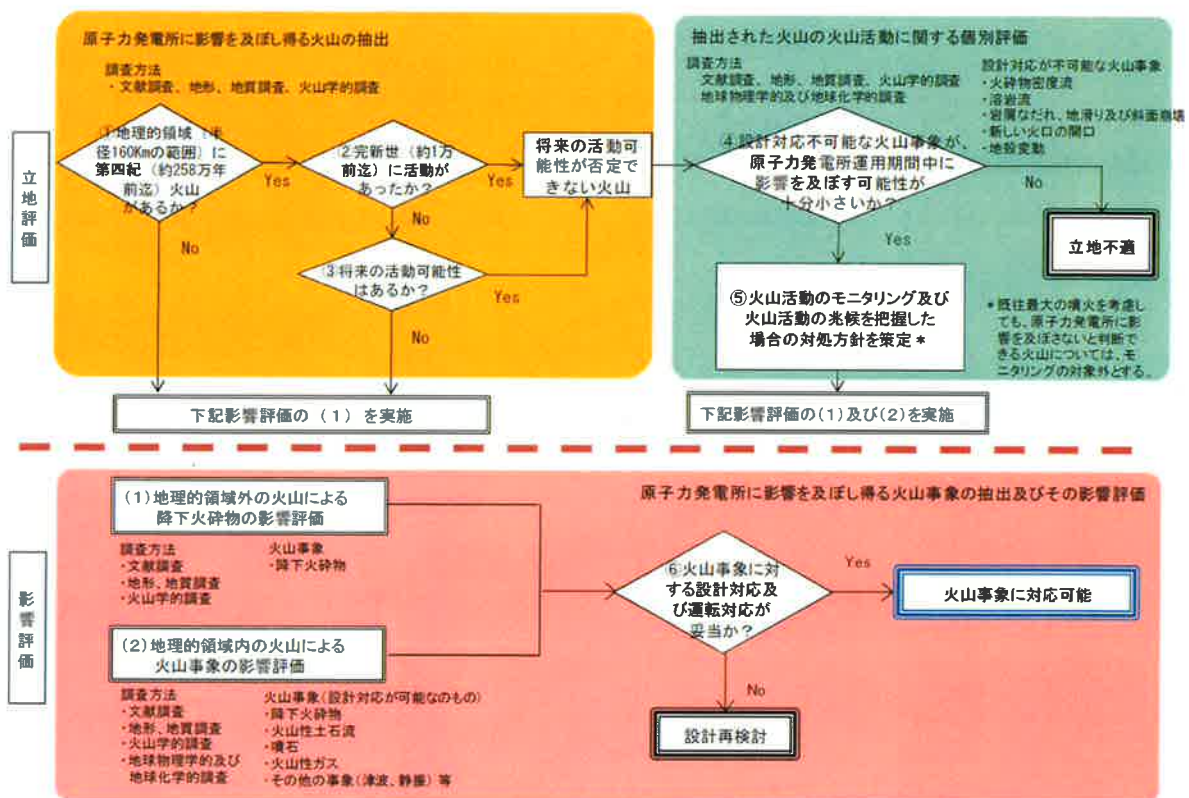 原子力発電所に影響を及ぼし得る火山の抽出
調査方法
・文献調査、地形、地質調査、火山学的調査
立地評価
①地理的領域（半
径160Kmの範囲）に
第四紀（約258万年
前迄）火山
があるか？
Yes
No
②完新世（約1万
前迄）に活動が
あったか？
Yes
No
③将来の活動可能性
はあるか？
Yes
No
将来の活動可
能性が否定で
きない火山
下記影響評価の（1）を実施
抽出された火山の火山活動に関する個別評価
調査方法
文献調査、地形、地質調査、火山学的調査
地球物理学的及び地球化学的調査
設計対応が不可能な火山事象
・火砕物密度流
・溶岩流
・岩屑なだれ、地滑り及び斜面崩壊
・新しい火口の開口
・地殻変動
④設計対応不可能な火山事象が、
原子力発電所運用期間中に
影響を及ぼす可能性が
十分小さいか？
No
Yes
立地不適
⑤火山活動のモニタリング及び
火山活動の兆候を把握した
場合の対処方針を策定＊
＊既往最大の噴火を考慮し
ても、原子力発電所に影
響を及ぼさないと判断で
きる火山については、モ
ニタリングの対象外とする。
下記影響評価の(1)及び(2)を実施
影響評価
原子力発電所に影響を及ぼし得る火山事象の抽出及びその影響評価
(1)地理的領域外の火山による
降下火砕物の影響評価
調査方法
・文献調査
・地形、地質調査
・火山学的調査
火山事象
・降下火砕物
(2)地理的領域内の火山による
火山事象の影響評価
調査方法
・文献調査
・地形、地質調査
・火山学的調査
・地球物理学的及び
地球化学的調査
火山事象(設計対応が可能なのもの)
・降下火砕物
・火山性土石流
・噴石
・火山性ガス
・その他の事象(津波、静振)等
⑥火山事象に対
する設計対応及
び運転対応が
妥当か？
Yes
No
火山事象に対応可能
設計再検討